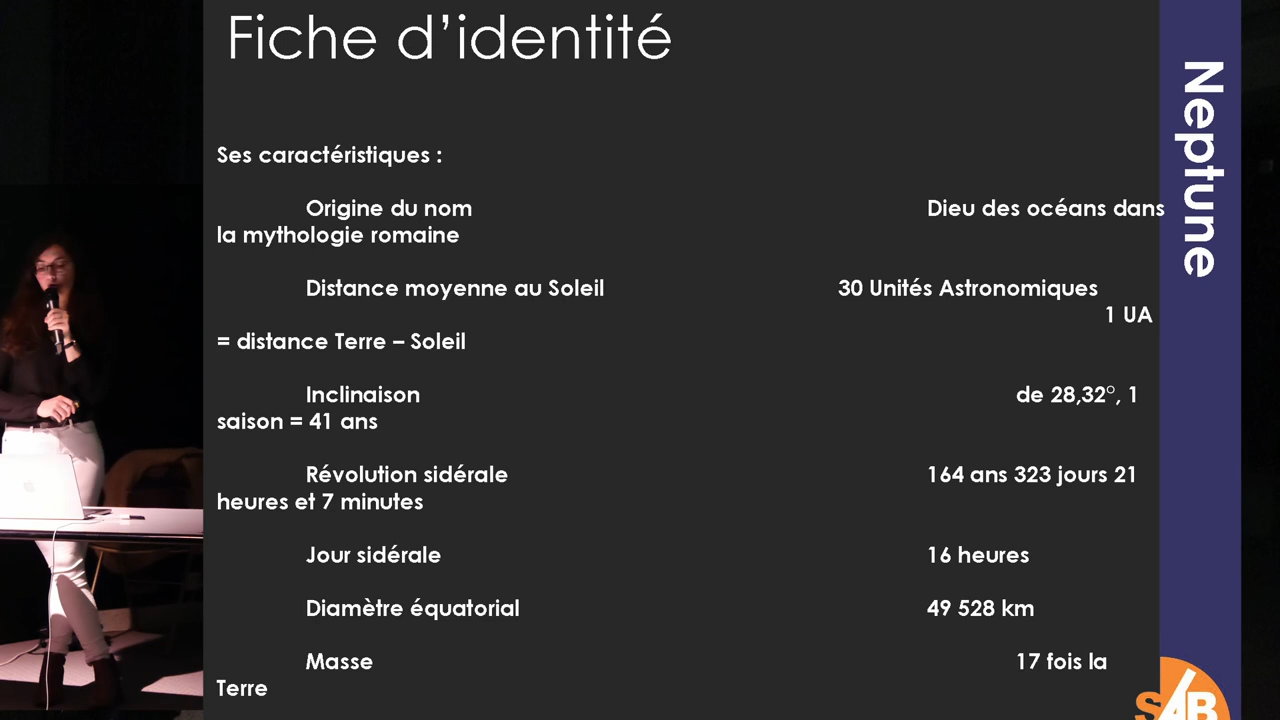 Fiche d’identité
Neptune
Ses caractéristiques :
Origine du nom Dieu des océans dans
la mythologie romaine
Distance moyenne au Soleil 30 Unités Astronomiques
1 UA
= distance Terre – Soleil
Inclinaison de 28,32°, 1
saison = 41 ans
Révolution sidérale 164 ans 323 jours 21
heures et 7 minutes
Jour sidérale 16 heures
Diamètre équatorial 49 528 km
Masse 17 fois la
Terre
SAB